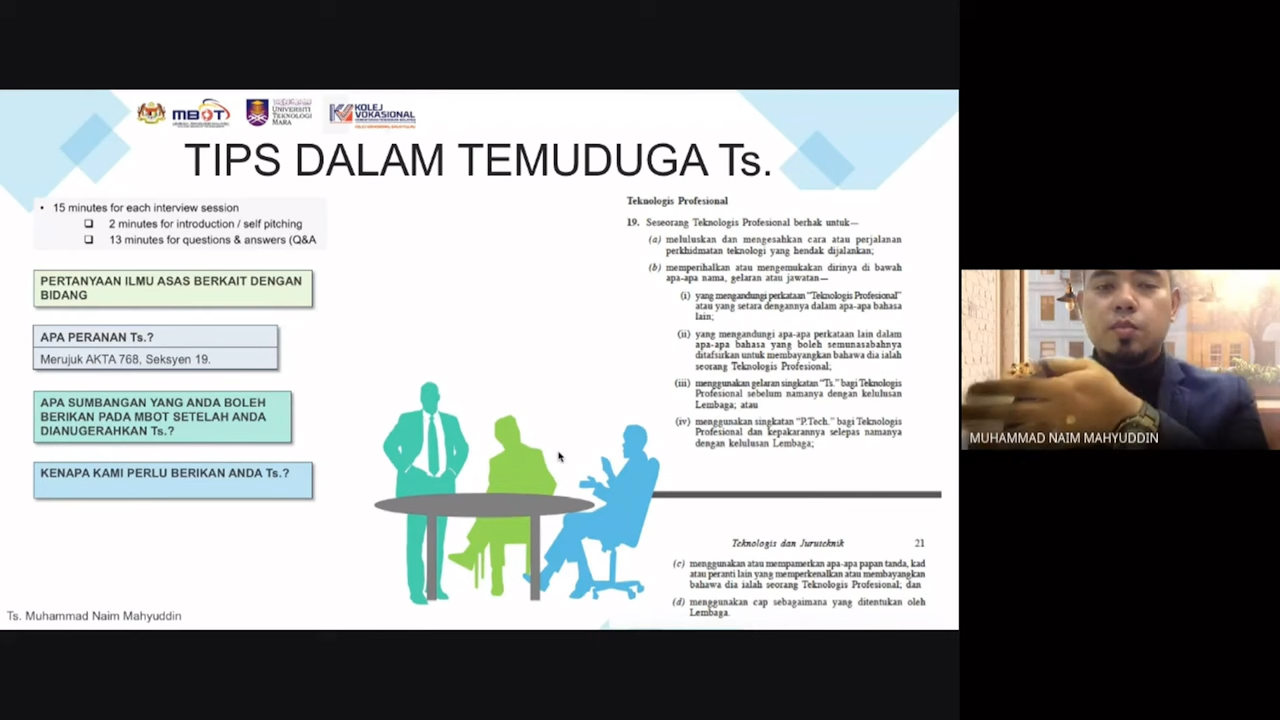 MBOT
UNIVERSITI
TEKNOLOGI
MARA
KOLEJ
VOKASIONAL
TIPS DALAM TEMUDUGA Ts.
• 15 minutes for each interview session
2 minutes for introduction / self pitching
13 minutes for questions & answers (Q&A
PERTANYAAN ILMU ASAS BERKAIT DENGAN
BIDANG
APA PERANAN Ts.?
Merujuk AKTA 768, Seksyen 19.
APA SUMBANGAN YANG ANDA BOLEH
BERIKAN PADA MBOT SETELAH ANDA
DIANUGERAHKAN Ts.?
KENAPA KAMI PERLU BERIKAN ANDA Ts.?
Teknologis Profesional
19. Seseorang Teknologis Profesional berhak untuk—
(a) meluluskan dan mengesahkan cara atau perjalanan
perkhidmatan teknologi yang hendak dijalankan;
(b) memperihalkan atau mengemukakan dirinya di bawah
apa-apa nama, gelaran atau jawatan—
(i) yang mengandungi perkataan "Teknologis Profesional"
atau yang setara dengannya dalam apa-apa bahasa
lain;
(ii) yang mengandungi apa-apa perkataan lain dalam
apa-apa bahasa yang boleh semunasabahnya
ditafsirkan untuk membayangkan bahawa dia ialah
seorang Teknologis Profesional;
(iii) menggunakan gelaran singkatan "Ts." bagi Teknologis
Profesional sebelum namanya dengan kelulusan
Lembaga; atau
(iv) menggunakan singkatan "P.Tech." bagi Teknologis
Profesional dan kepakarannya selepas namanya
dengan kelulusan Lembaga;
Teknologis dan Juruteknik 21
(c) menggunakan atau mempamerkan apa-apa papan tanda, kad
atau peranti lain yang memperkenalkan atau membayangkan
bahawa dia ialah seorang Teknologis Profesional; dan
(d) menggunakan cap sebagaimana yang ditentukan oleh
Lembaga.
Ts. Muhammad Naim Mahyuddin
MUHAMMAD NAIM MAHYUDDIN